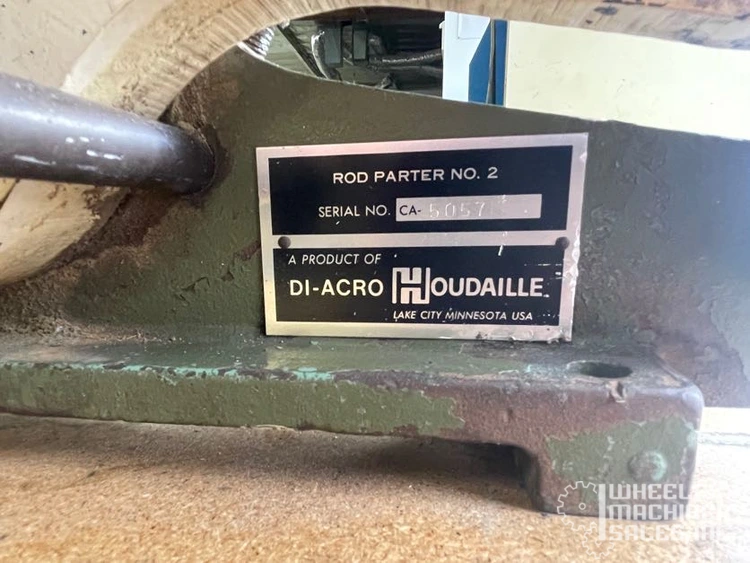 ROD PARTER NO. 2
SERIAL NO. CA- 5057
A PRODUCT OF
DI-ACRO HOUDAILLE
LAKE CITY MINNESOTA USA
WHEELER
MACHINE
SALES